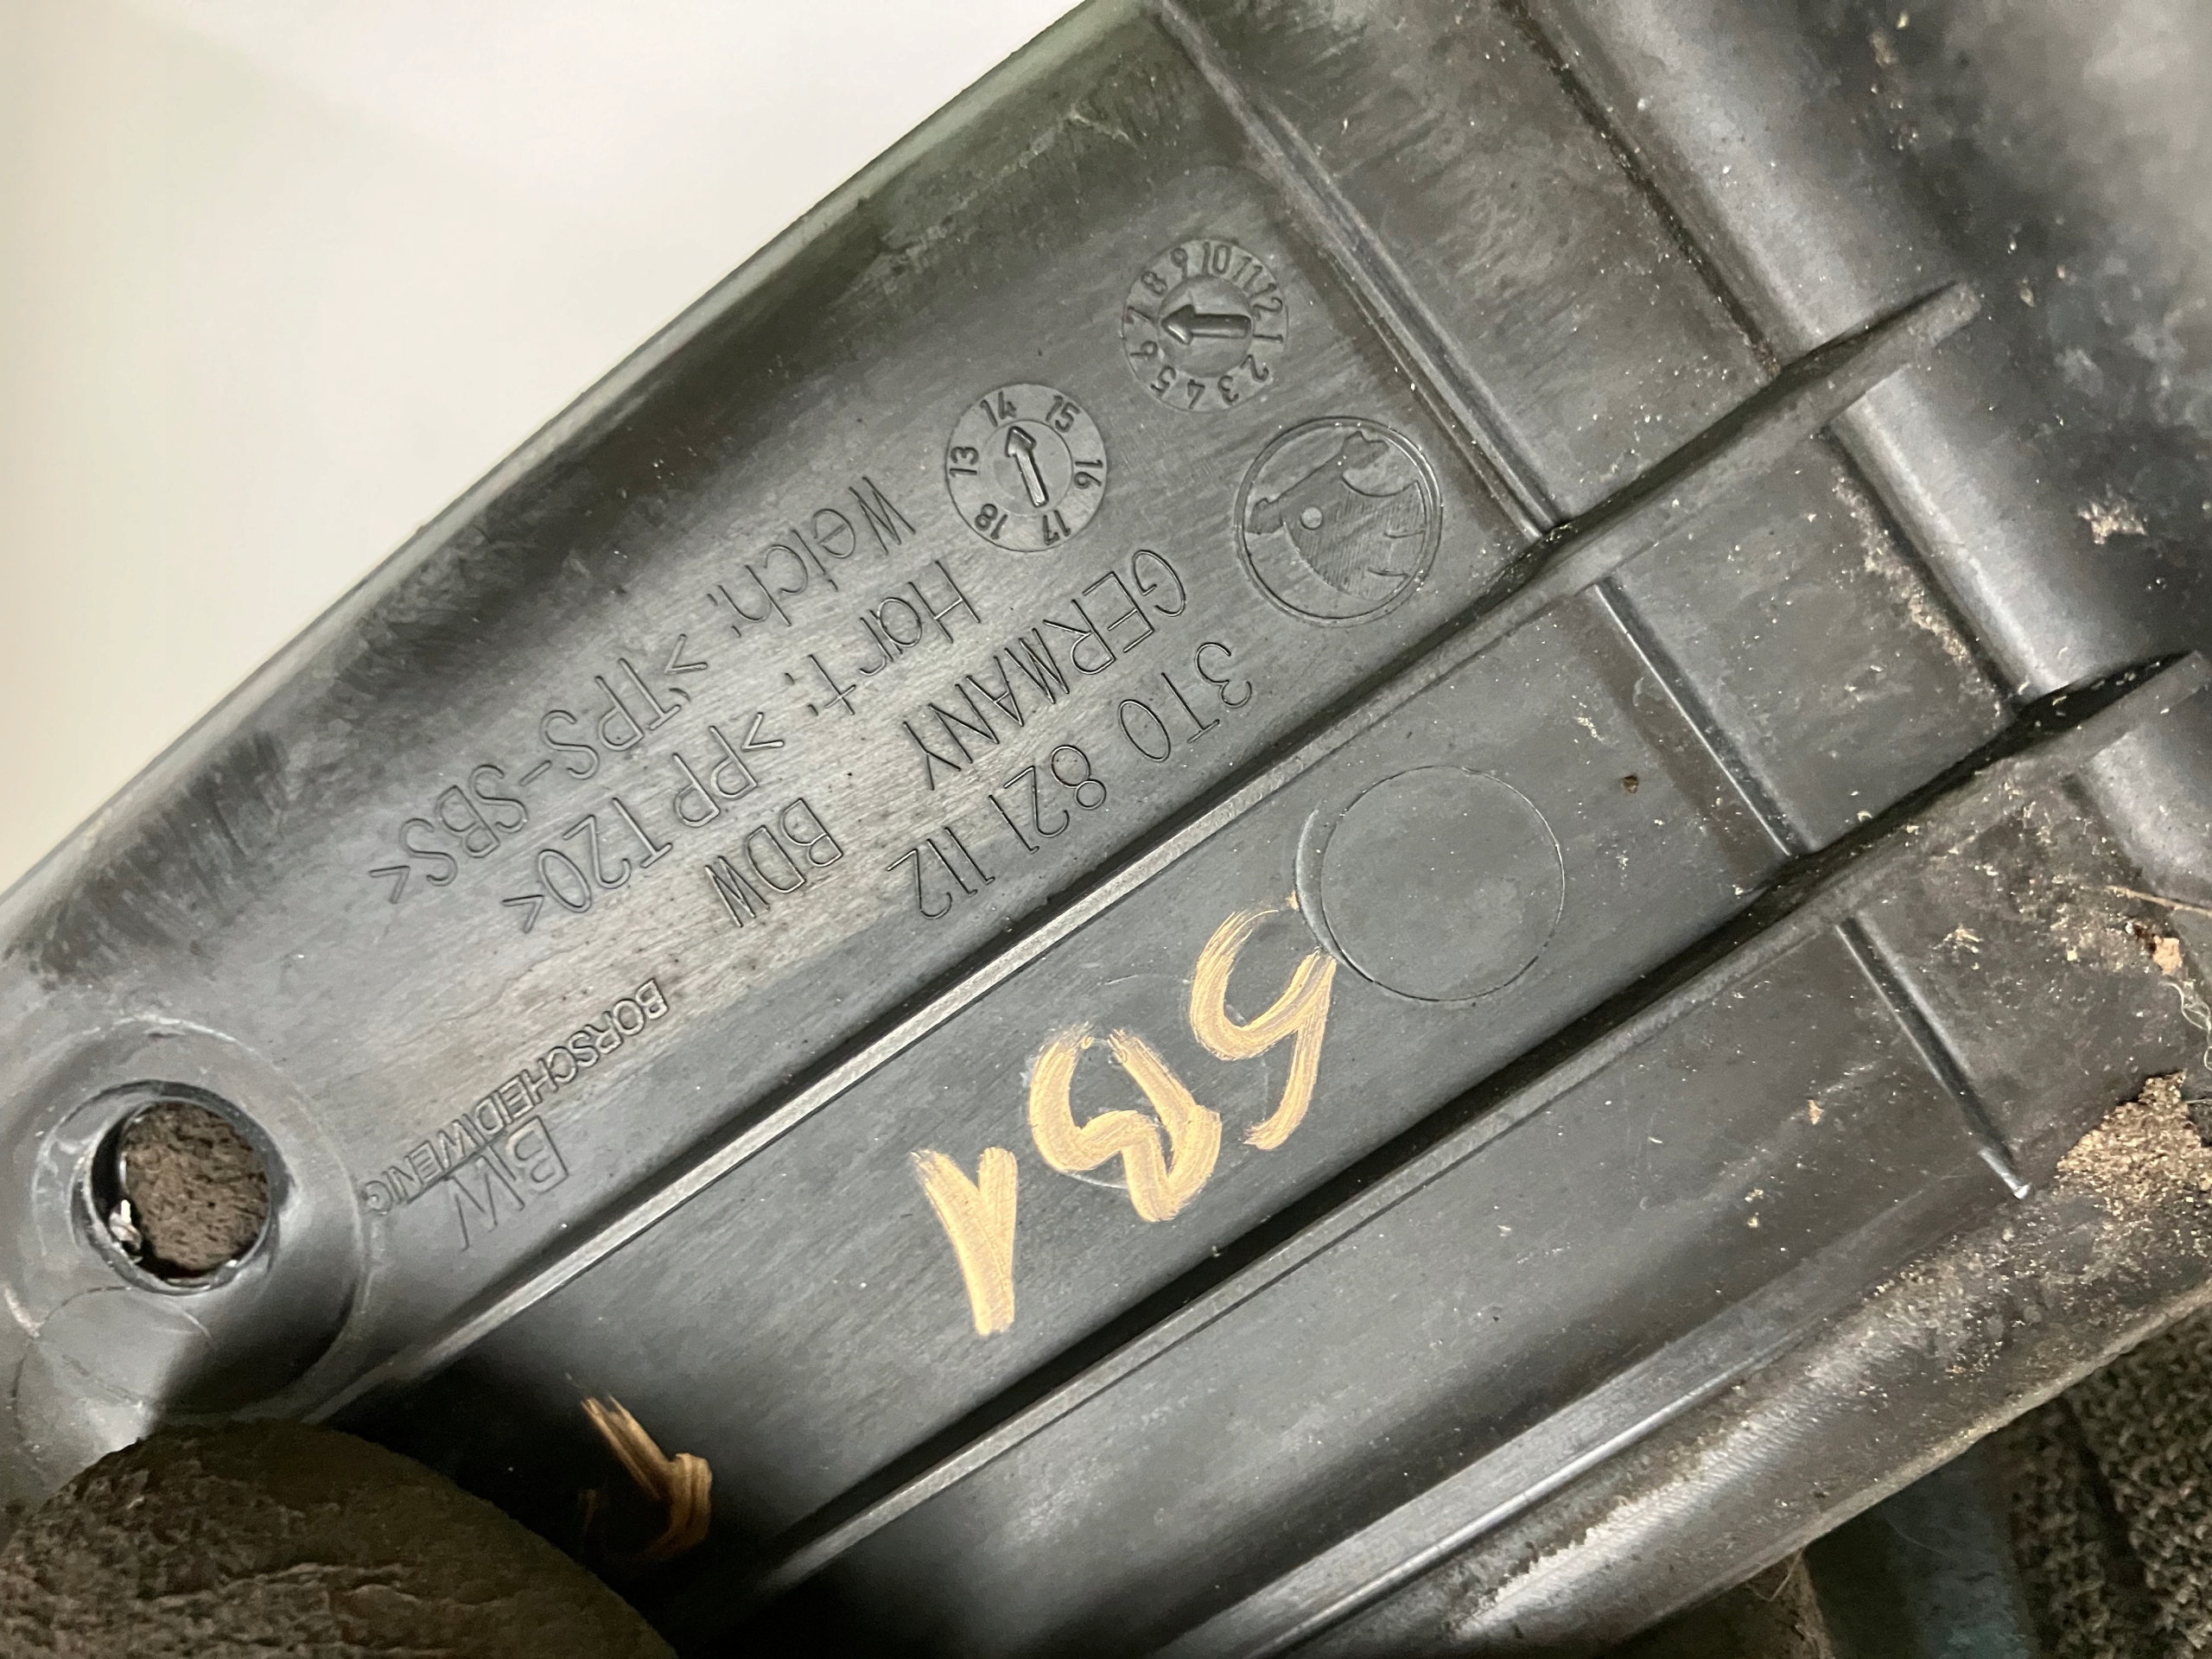 3T0 821 112
GERMANY BDW
Hart: >PP T20<
Weich: >TPS-SBS<
13 14 15 16 17 18
1 2 3 4 5 6 7 8 9 10 11 12
BORSCHEIDWENIG
BW